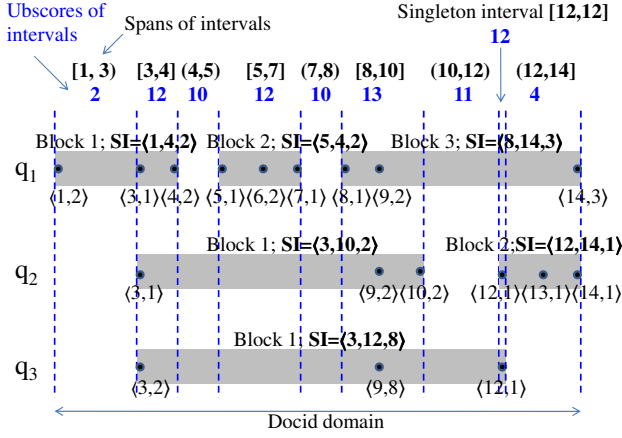 Ubscores of intervals
Spans of intervals
Singleton interval [12,12]
12
[1, 3) [3,4] (4,5) [5,7] (7,8) [8,10] (10,12) (12,14]
2 12 10 12 10 13 11 4
Block 1; SI=⟨1,4,2⟩ Block 2; SI=⟨5,4,2⟩ Block 3; SI=⟨8,14,3⟩
q1
⟨1,2⟩ ⟨3,1⟩⟨4,2⟩ ⟨5,1⟩⟨6,2⟩⟨7,1⟩ ⟨8,1⟩⟨9,2⟩ ⟨14,3⟩
Block 1; SI=⟨3,10,2⟩ Block 2;SI=⟨12,14,1⟩
q2
⟨3,1⟩ ⟨9,2⟩⟨10,2⟩ ⟨12,1⟩⟨13,1⟩⟨14,1⟩
Block 1; SI=⟨3,12,8⟩
q3
⟨3,2⟩ ⟨9,8⟩ ⟨12,1⟩
Docid domain